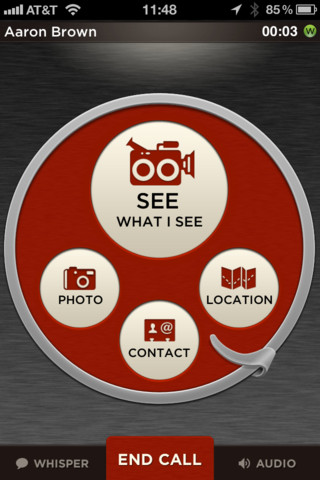 AT&T 11:48 85%
Aaron Brown 00:03 W
SEE
WHAT I SEE
PHOTO
LOCATION
CONTACT
WHISPER END CALL AUDIO